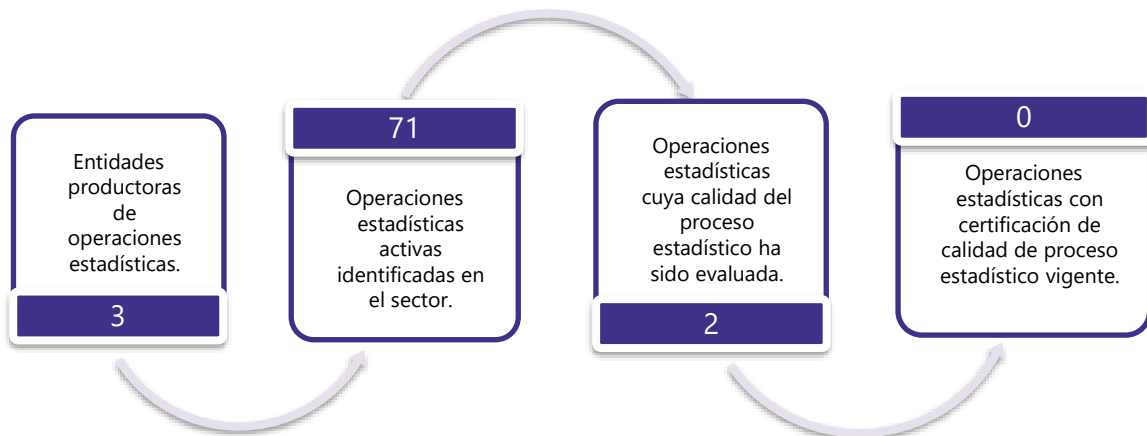 Entidades
productoras
de
operaciones
estadísticas.
3
71
Operaciones
estadísticas
activas
identificadas en
el sector.
Operaciones
estadísticas
cuya calidad del
proceso
estadístico ha
sido evaluada.
2
0
Operaciones
estadísticas con
certificación de
calidad de proceso
estadístico vigente.